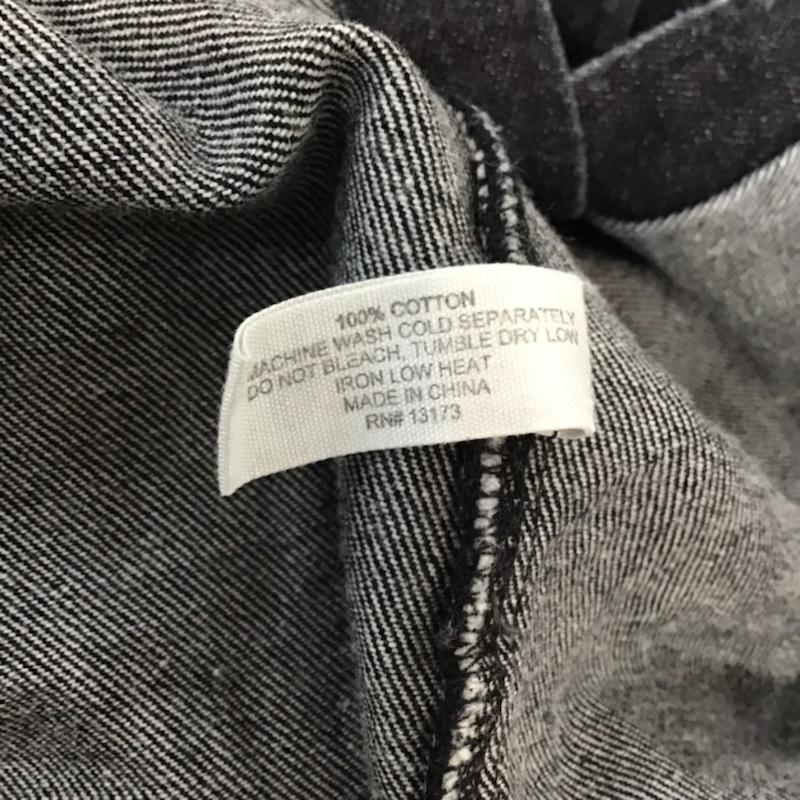 100% COTTON
MACHINE WASH COLD SEPARATELY
DO NOT BLEACH, TUMBLE DRY LOW
IRON LOW HEAT
MADE IN CHINA
RN# 13173